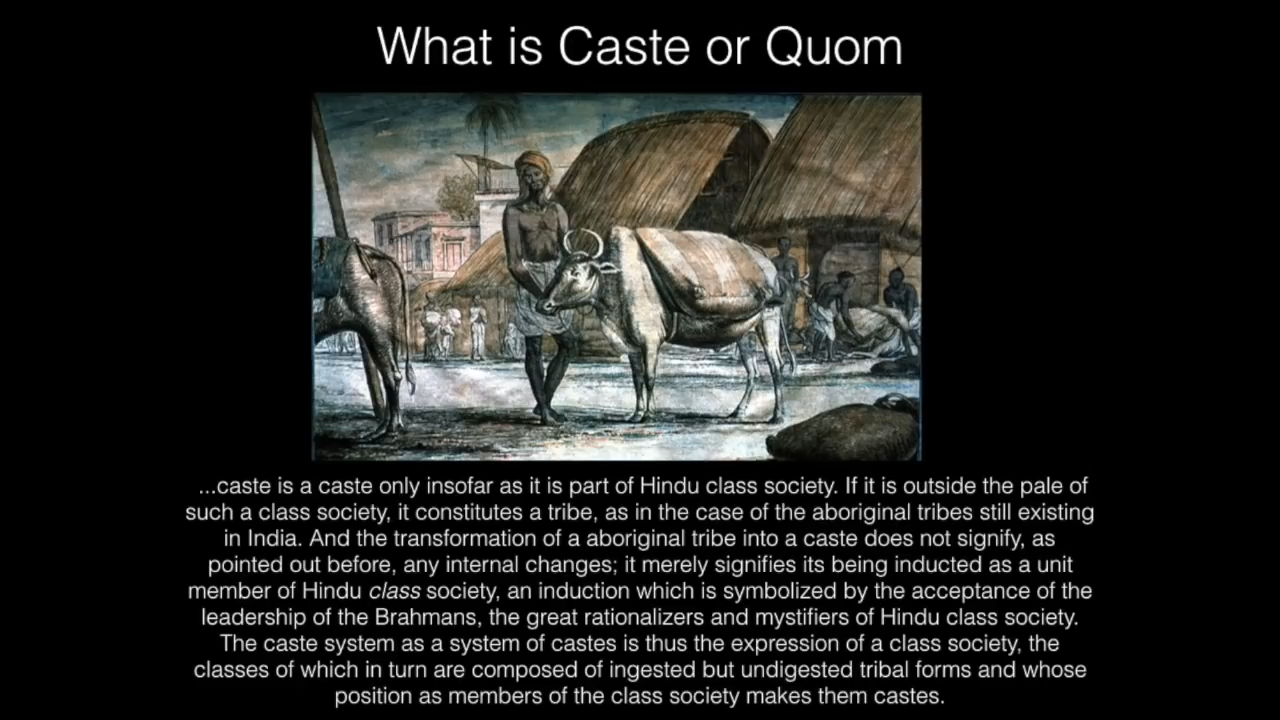 What is Caste or Quom
...caste is a caste only insofar as it is part of Hindu class society. If it is outside the pale of
such a class society, it constitutes a tribe, as in the case of the aboriginal tribes still existing
in India. And the transformation of a aboriginal tribe into a caste does not signify, as
pointed out before, any internal changes; it merely signifies its being inducted as a unit
member of Hindu class society, an induction which is symbolized by the acceptance of the
leadership of the Brahmans, the great rationalizers and mystifiers of Hindu class society.
The caste system as a system of castes is thus the expression of a class society, the
classes of which in turn are composed of ingested but undigested tribal forms and whose
position as members of the class society makes them castes.